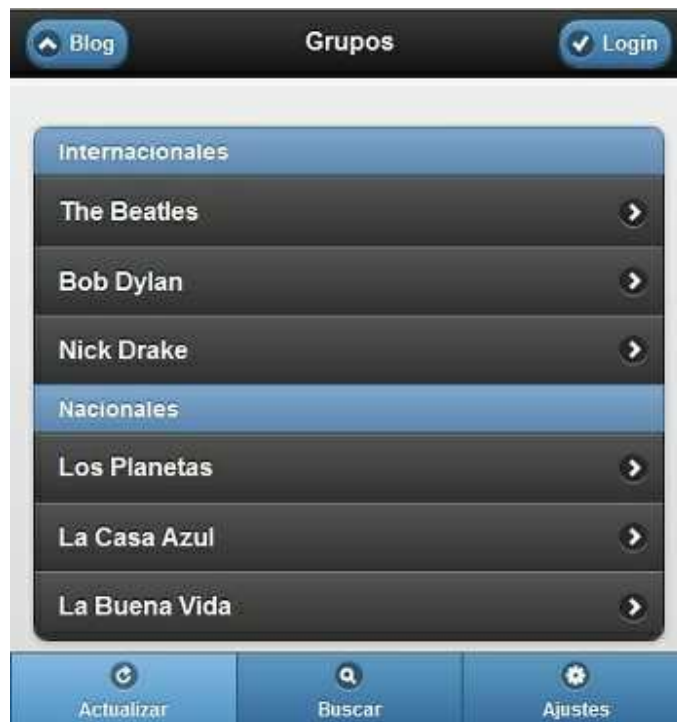 Blog Grupos Login
Internacionales
The Beatles
Bob Dylan
Nick Drake
Nacionales
Los Planetas
La Casa Azul
La Buena Vida
Actualizar Buscar Ajustes